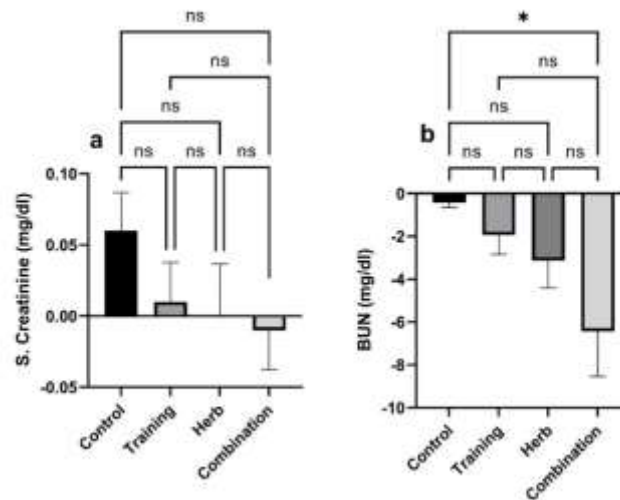 ns
ns
ns
a
ns ns ns
S. Creatinine (mg/dl)
0.10
0.05
0.00
-0.05
Control
Training
Herb
Combination
*
ns
ns
b
ns ns ns
BUN (mg/dl)
0
-2
-4
-6
-8
-10
Control
Training
Herb
Combination